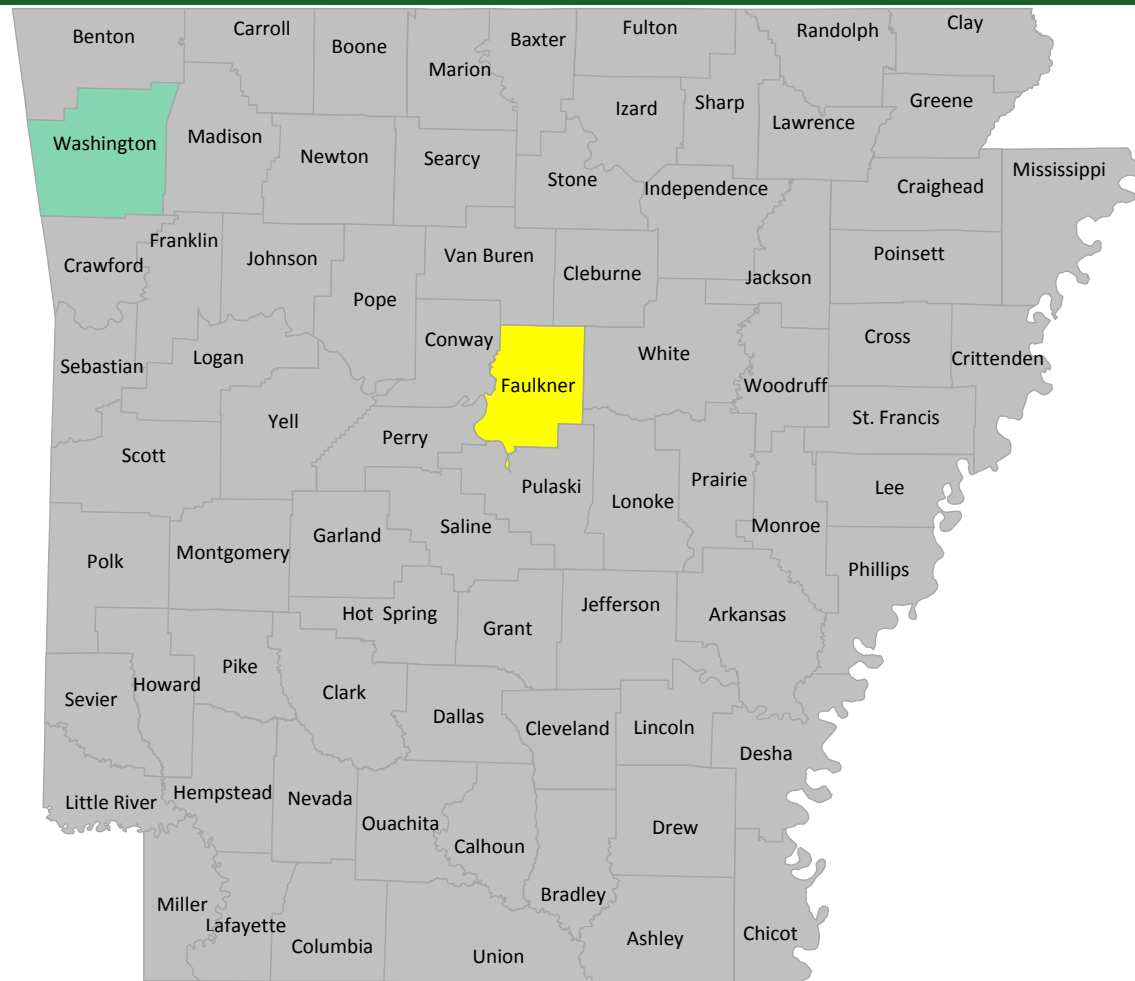 Benton
Carroll
Boone
Marion
Baxter
Fulton
Randolph
Clay
Washington
Madison
Newton
Searcy
Stone
Izard
Sharp
Lawrence
Greene
Independence
Craighead
Mississippi
Crawford
Franklin
Johnson
Pope
Van Buren
Cleburne
Jackson
Poinsett
Sebastian
Logan
Conway
Faulkner
White
Woodruff
Cross
Crittenden
Scott
Yell
Perry
Pulaski
Lonoke
Prairie
St. Francis
Lee
Polk
Montgomery
Garland
Saline
Monroe
Phillips
Hot Spring
Grant
Jefferson
Arkansas
Sevier
Howard
Pike
Clark
Dallas
Cleveland
Lincoln
Desha
Little River
Hempstead
Nevada
Ouachita
Calhoun
Bradley
Drew
Miller
Lafayette
Columbia
Union
Ashley
Chicot